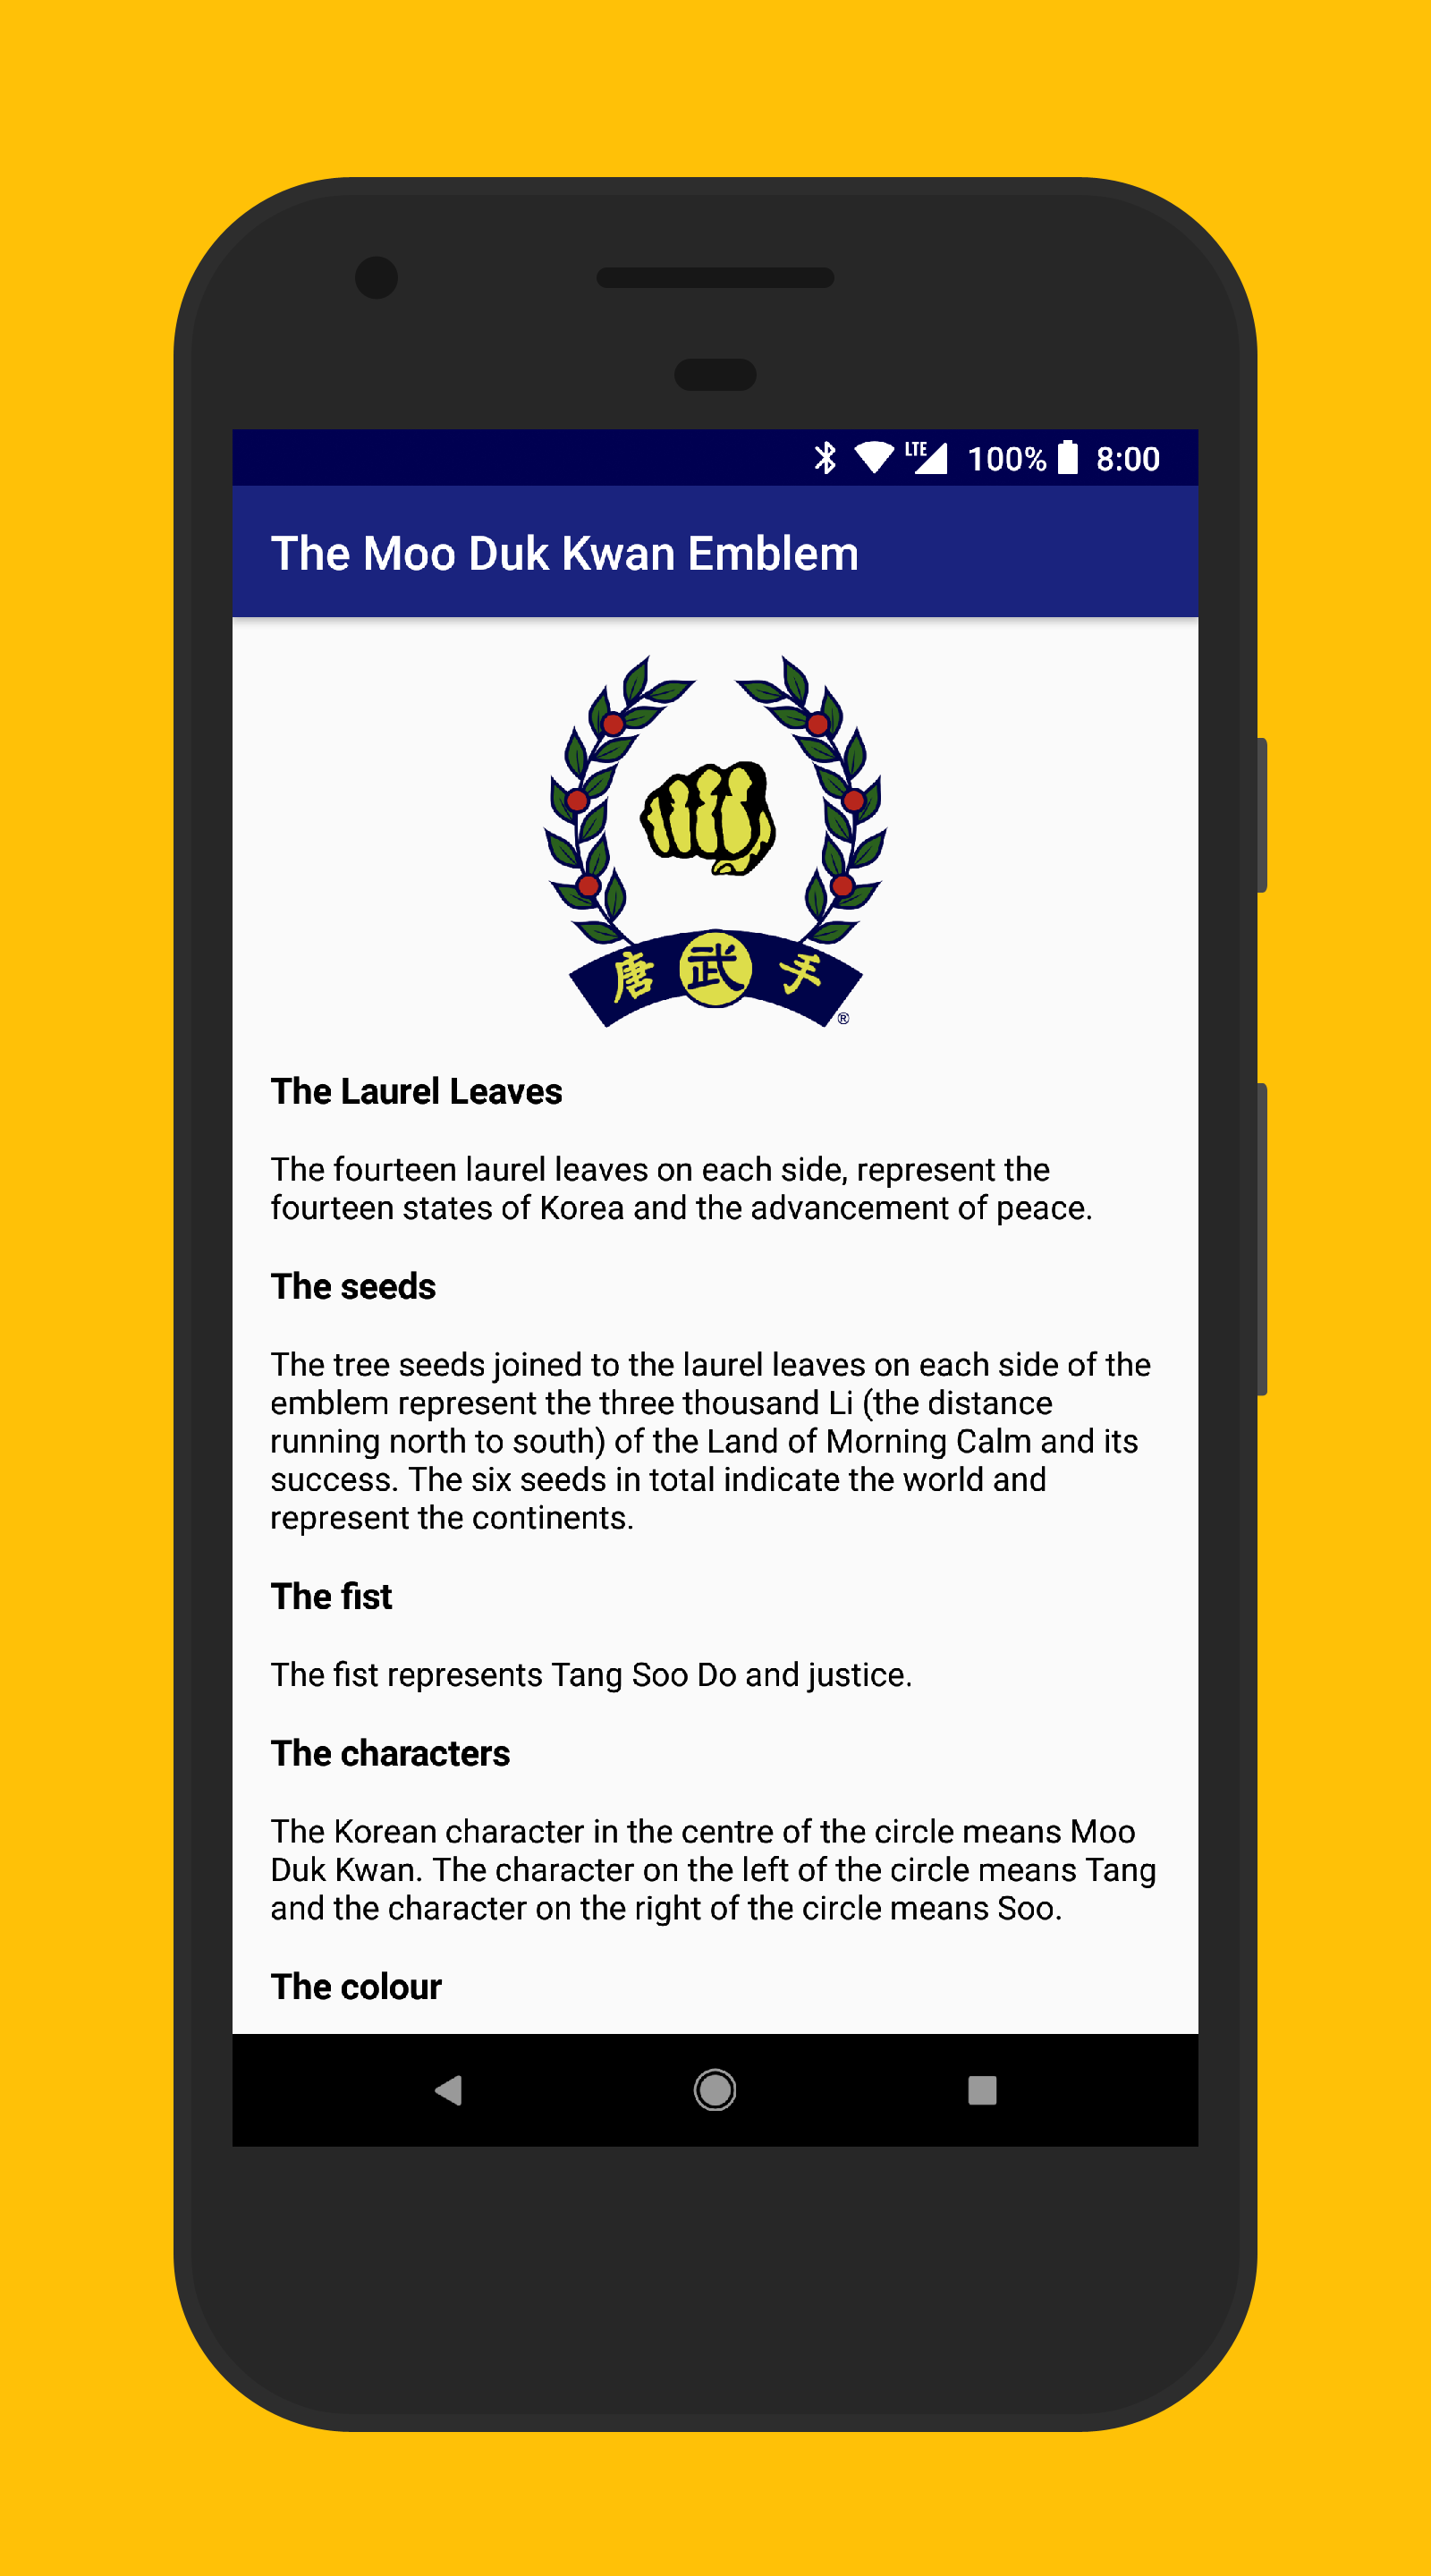 LTE 100% 8:00
The Moo Duk Kwan Emblem
唐 武 手
®
The Laurel Leaves
The fourteen laurel leaves on each side, represent the
fourteen states of Korea and the advancement of peace.
The seeds
The tree seeds joined to the laurel leaves on each side of the
emblem represent the three thousand Li (the distance
running north to south) of the Land of Morning Calm and its
success. The six seeds in total indicate the world and
represent the continents.
The fist
The fist represents Tang Soo Do and justice.
The characters
The Korean character in the centre of the circle means Moo
Duk Kwan. The character on the left of the circle means Tang
and the character on the right of the circle means Soo.
The colour